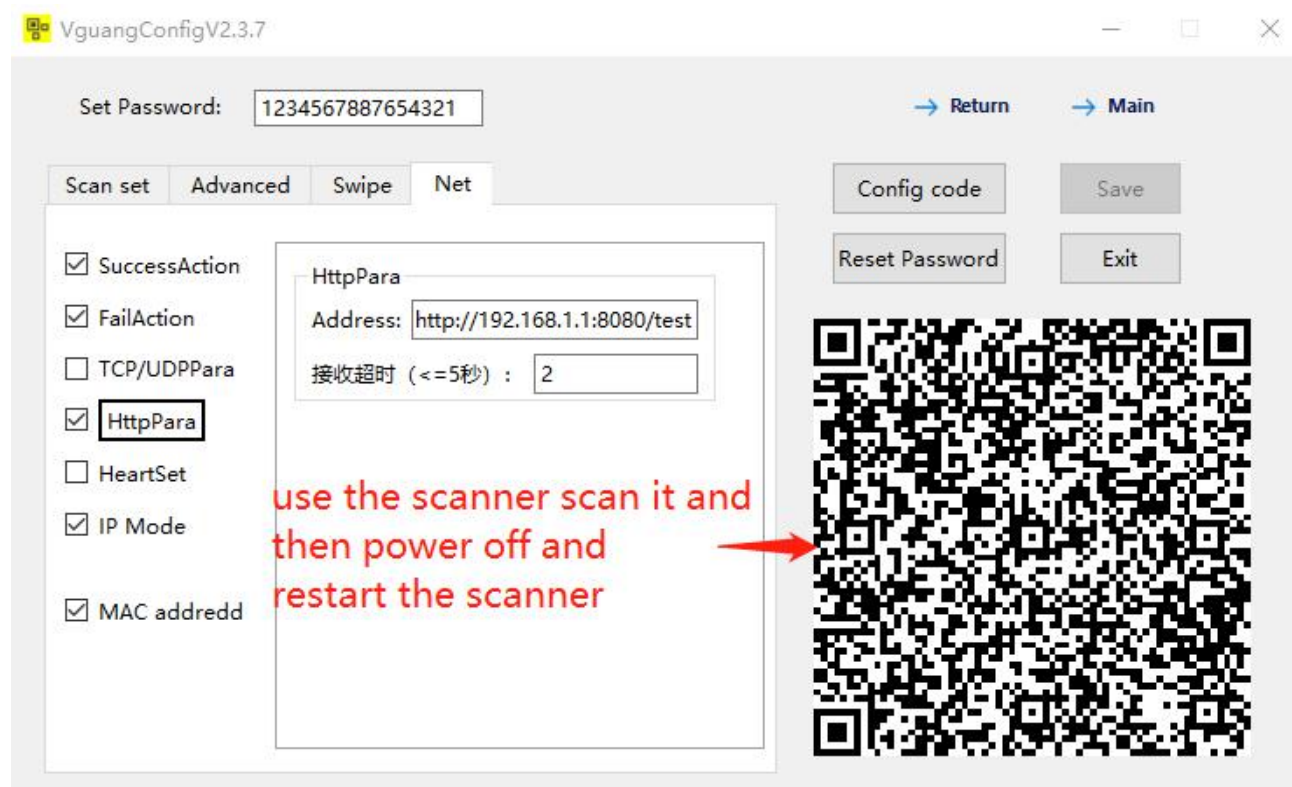 VguangConfigV2.3.7
Set Password: 1234567887654321
Return
Main
Scan set Advanced Swipe Net
Config code
Save
Reset Password
Exit
SuccessAction
FailAction
TCP/UDPPara
HttpPara
HeartSet
IP Mode
MAC addredd
HttpPara
Address: http://192.168.1.1:8080/test
接收超时 (<=5秒) : 2
use the scanner scan it and
then power off and
restart the scanner